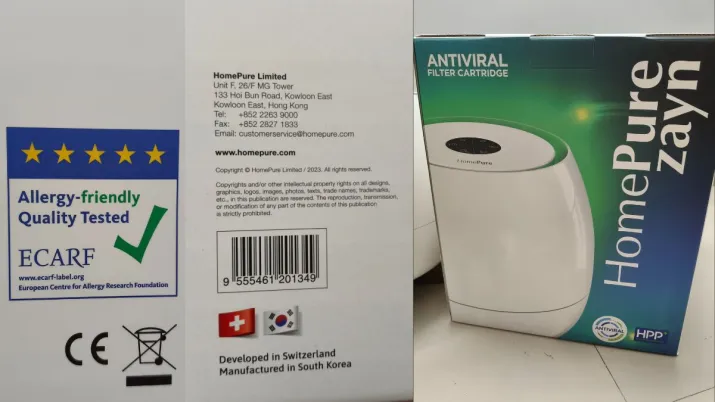 Allergy-friendly
Quality Tested
ECARF
www.ecarf-label.org
European Centre for Allergy Research Foundation
CE
HomePure Limited
Unit F, 26/F MG Tower
133 Hoi Bun Road, Kowloon East
Kowloon East, Hong Kong
Tel: +852 2263 9000
Fax: +852 2827 1833
Email: customerservice@homepure.com
www.homepure.com
Copyright © HomePure Limited / 2023. All rights reserved.
Copyrights and/or other intellectual property rights on all designs,
graphics, logos, images, photos, texts, trade names, trademarks,
etc., in this publication are reserved. The reproduction, transmission,
or modification of any part of the contents of this publication
is strictly prohibited.
9 555461 201349
Developed in Switzerland
Manufactured in South Korea
ANTIVIRAL
FILTER CARTRIDGE
HomePure
HomePure
zayn
ANTIVIRAL
HPP